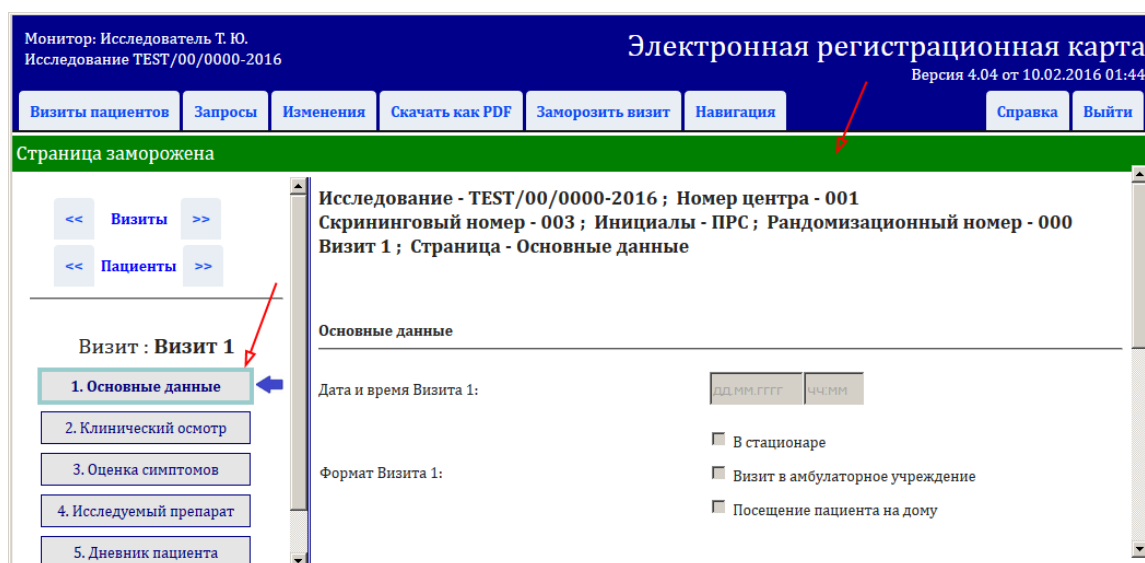 Монитор: Исследователь Т. Ю.
Исследование TEST/00/0000-2016
Электронная регистрационная карта
Версия 4.04 от 10.02.2016 01:44
Визиты пациентов Запросы Изменения Скачать как PDF Заморозить визит Навигация Справка Выйти
Страница заморожена
<< Визиты >>
<< Пациенты >>
Визит : Визит 1
1. Основные данные
2. Клинический осмотр
3. Оценка симптомов
4. Исследуемый препарат
5. Дневник пациента
Исследование - TEST/00/0000-2016 ; Номер центра - 001
Скрининговый номер - 003 ; Инициалы - ПРС ; Рандомизационный номер - 000
Визит 1 ; Страница - Основные данные
Основные данные
Дата и время Визита 1: дд.мм.гггг чч:мм
Формат Визита 1:
В стационаре
Визит в амбулаторное учреждение
Посещение пациента на дому